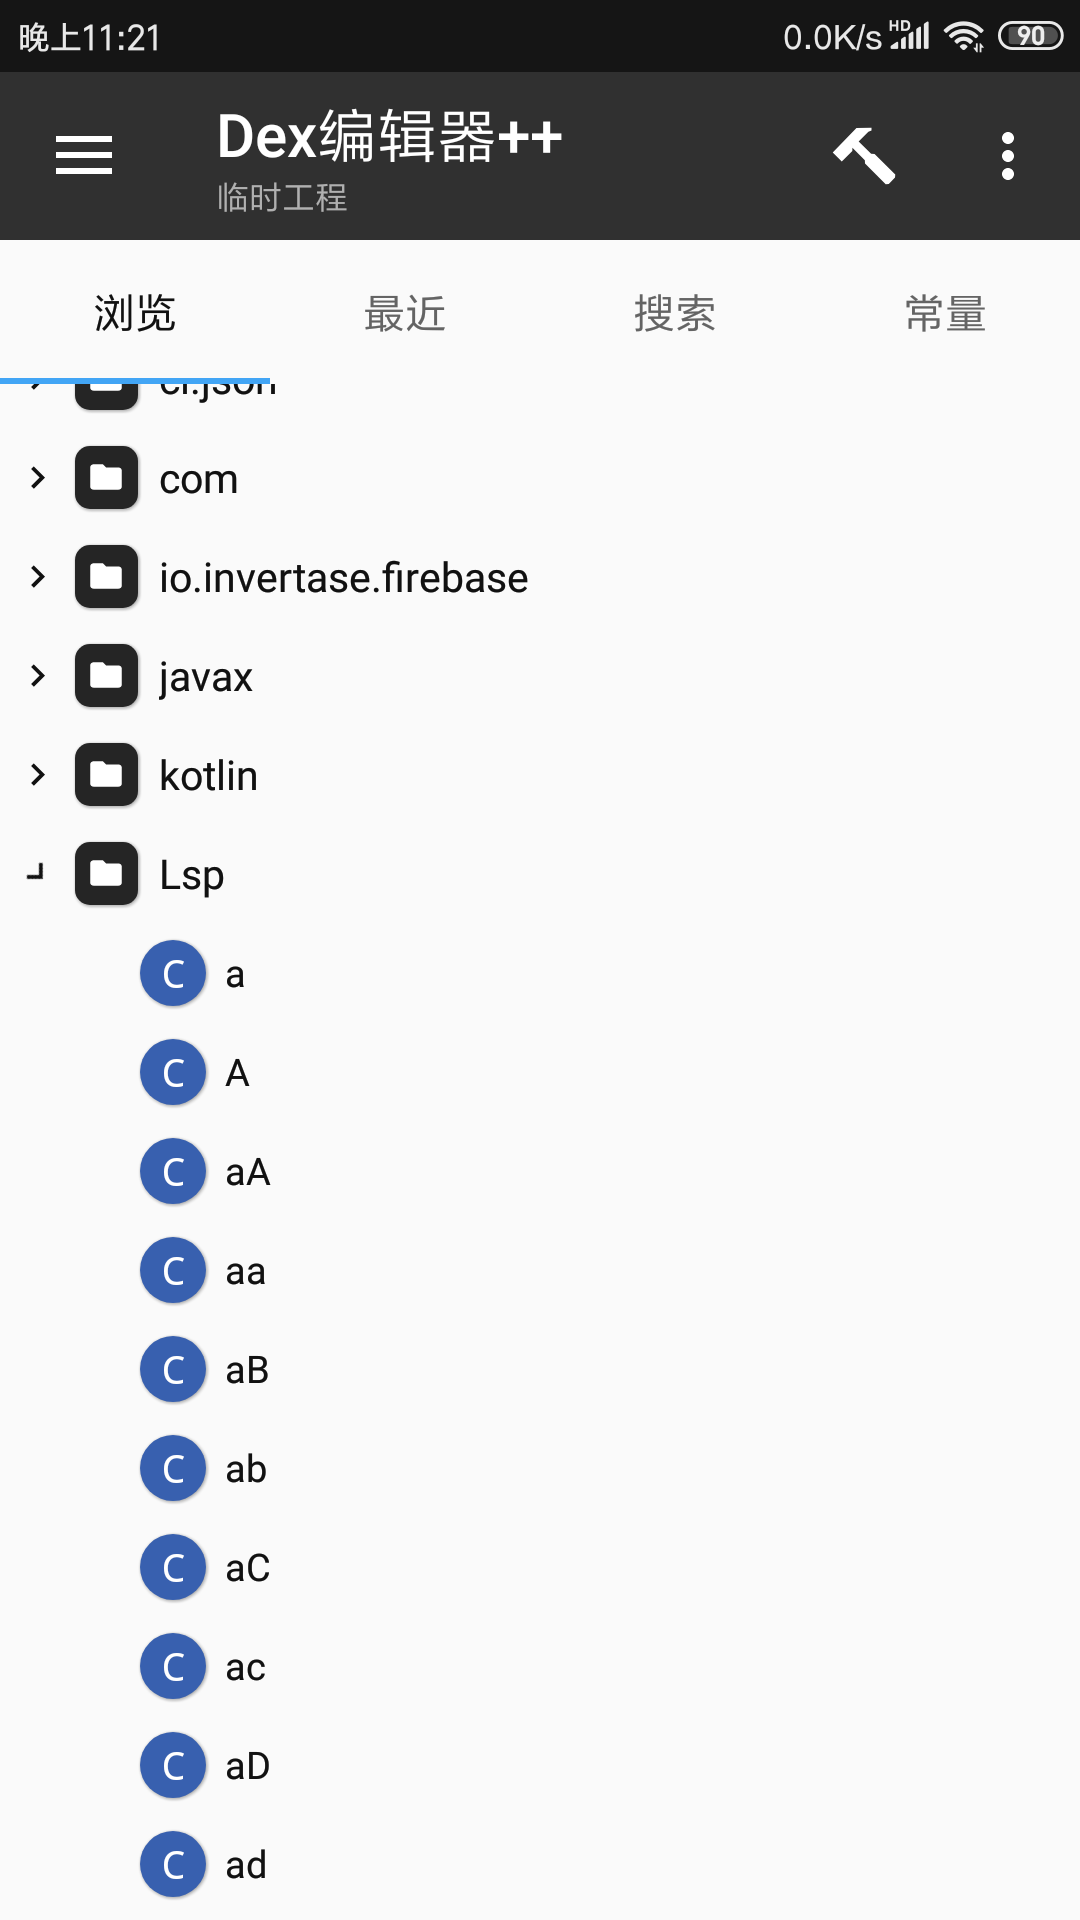 晚上11:21
0.0K/s HD 90
Dex编辑器++
临时工程
浏览 最近 搜索 常量
com
io.invertase.firebase
javax
kotlin
Lsp
C a
C A
C aA
C aa
C aB
C ab
C aC
C ac
C aD
C ad